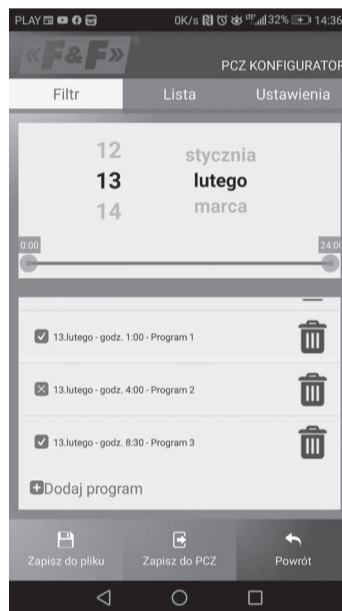 PLAY 0K/s LTE 32% 14:36
«F&F»®
PCZ KONFIGURATOR
Filtr Lista Ustawienia
12 stycznia
13 lutego
14 marca
0:00 24:00
13.lutego - godz. 1:00 - Program 1
13.lutego - godz. 4:00 - Program 2
13.lutego - godz. 8:30 - Program 3
Dodaj program
Zapisz do pliku Zapisz do PCZ Powrót